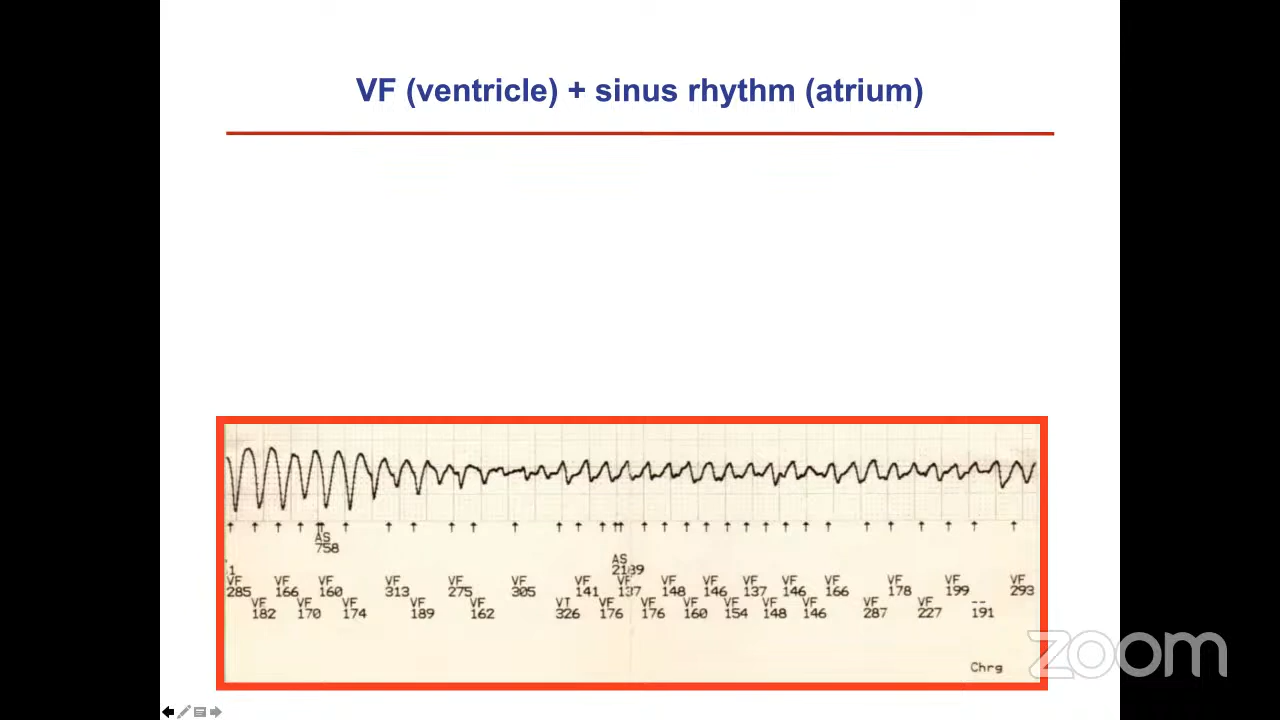 VF (ventricle) + sinus rhythm (atrium)
AS
758
AS
2189
1
VF VF VF VF VF VF VF VF VF VF VF VF VF VF VF VF
285 166 160 313 275 305 141 137 148 146 137 146 166 178 199 293
VF VF VF VF VF VT VF VF VF VF VF VF VF VF --
182 170 174 189 162 326 176 176 160 154 148 146 287 227 191
Chrg
zoom